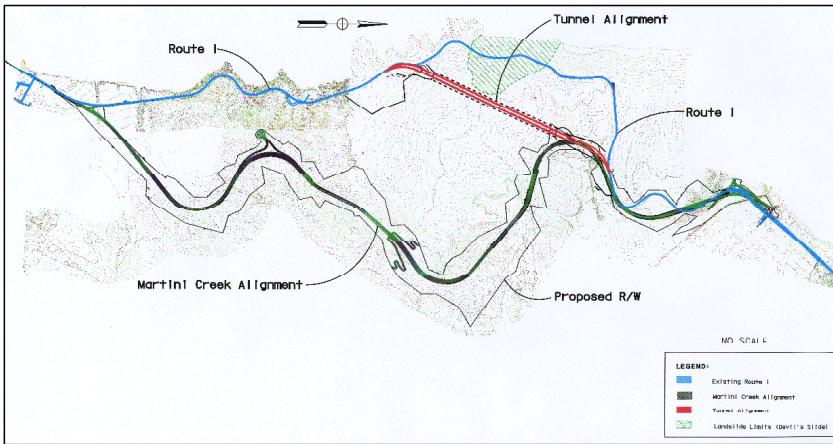 Tunnel Alignment
Route 1
Route 1
Martini Creek Alignment
Proposed R/W
NO SCALE
LEGEND:
Existing Route 1
Martini Creek Alignment
Tunnel Alignment
Landslide Limits (Devil's Slide)